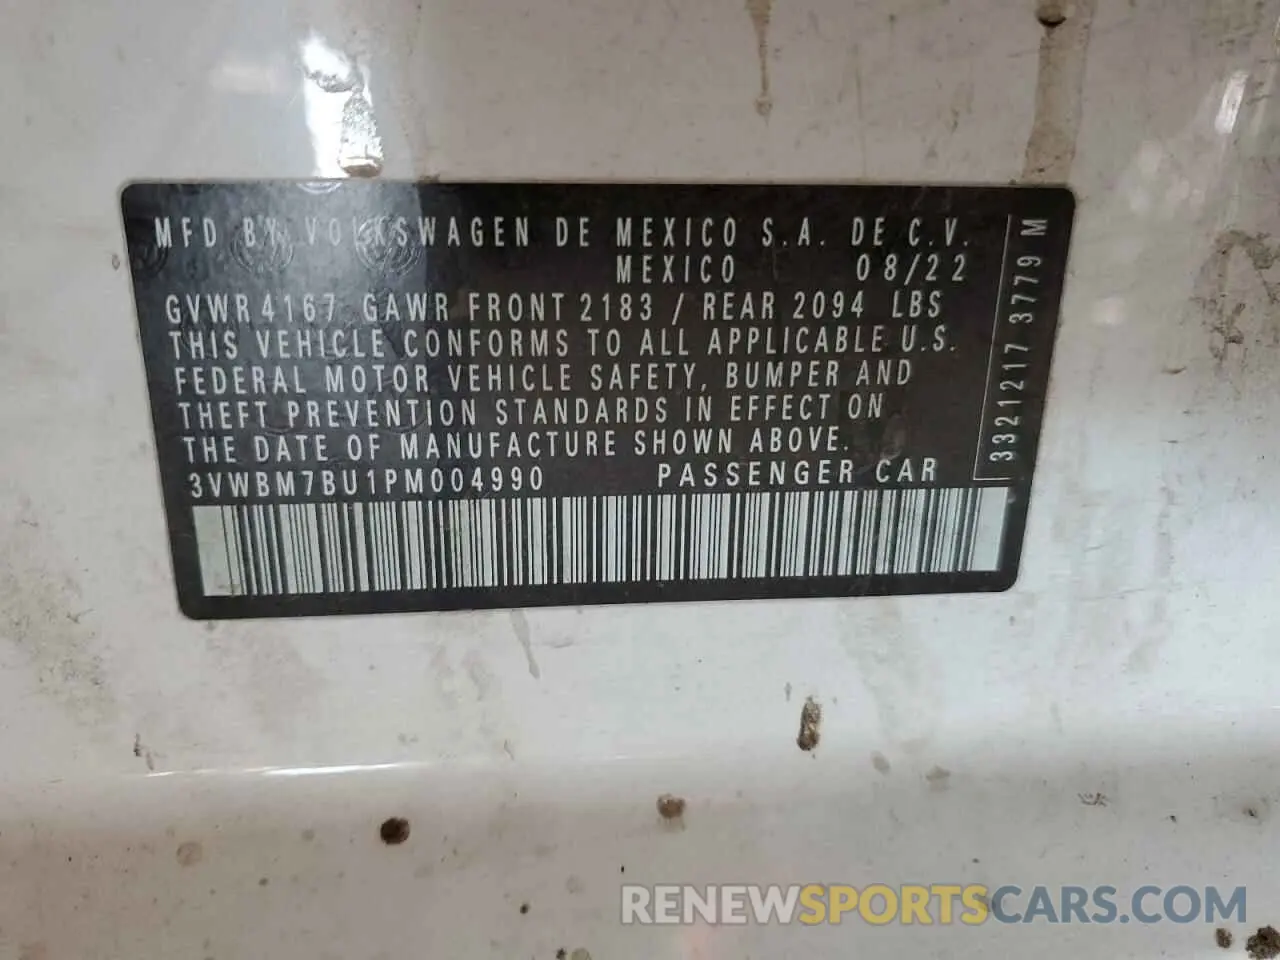 MFD BY VOLKSWAGEN DE MEXICO S.A. DE C.V.
MEXICO 08/22
GVWR 4167 GAWR FRONT 2183 / REAR 2094 LBS
THIS VEHICLE CONFORMS TO ALL APPLICABLE U.S.
FEDERAL MOTOR VEHICLE SAFETY, BUMPER AND
THEFT PREVENTION STANDARDS IN EFFECT ON
THE DATE OF MANUFACTURE SHOWN ABOVE.
3VWBM7BU1PM004990 PASSENGER CAR
3321217 3779 M
RENEWSPORTSCARS.COM